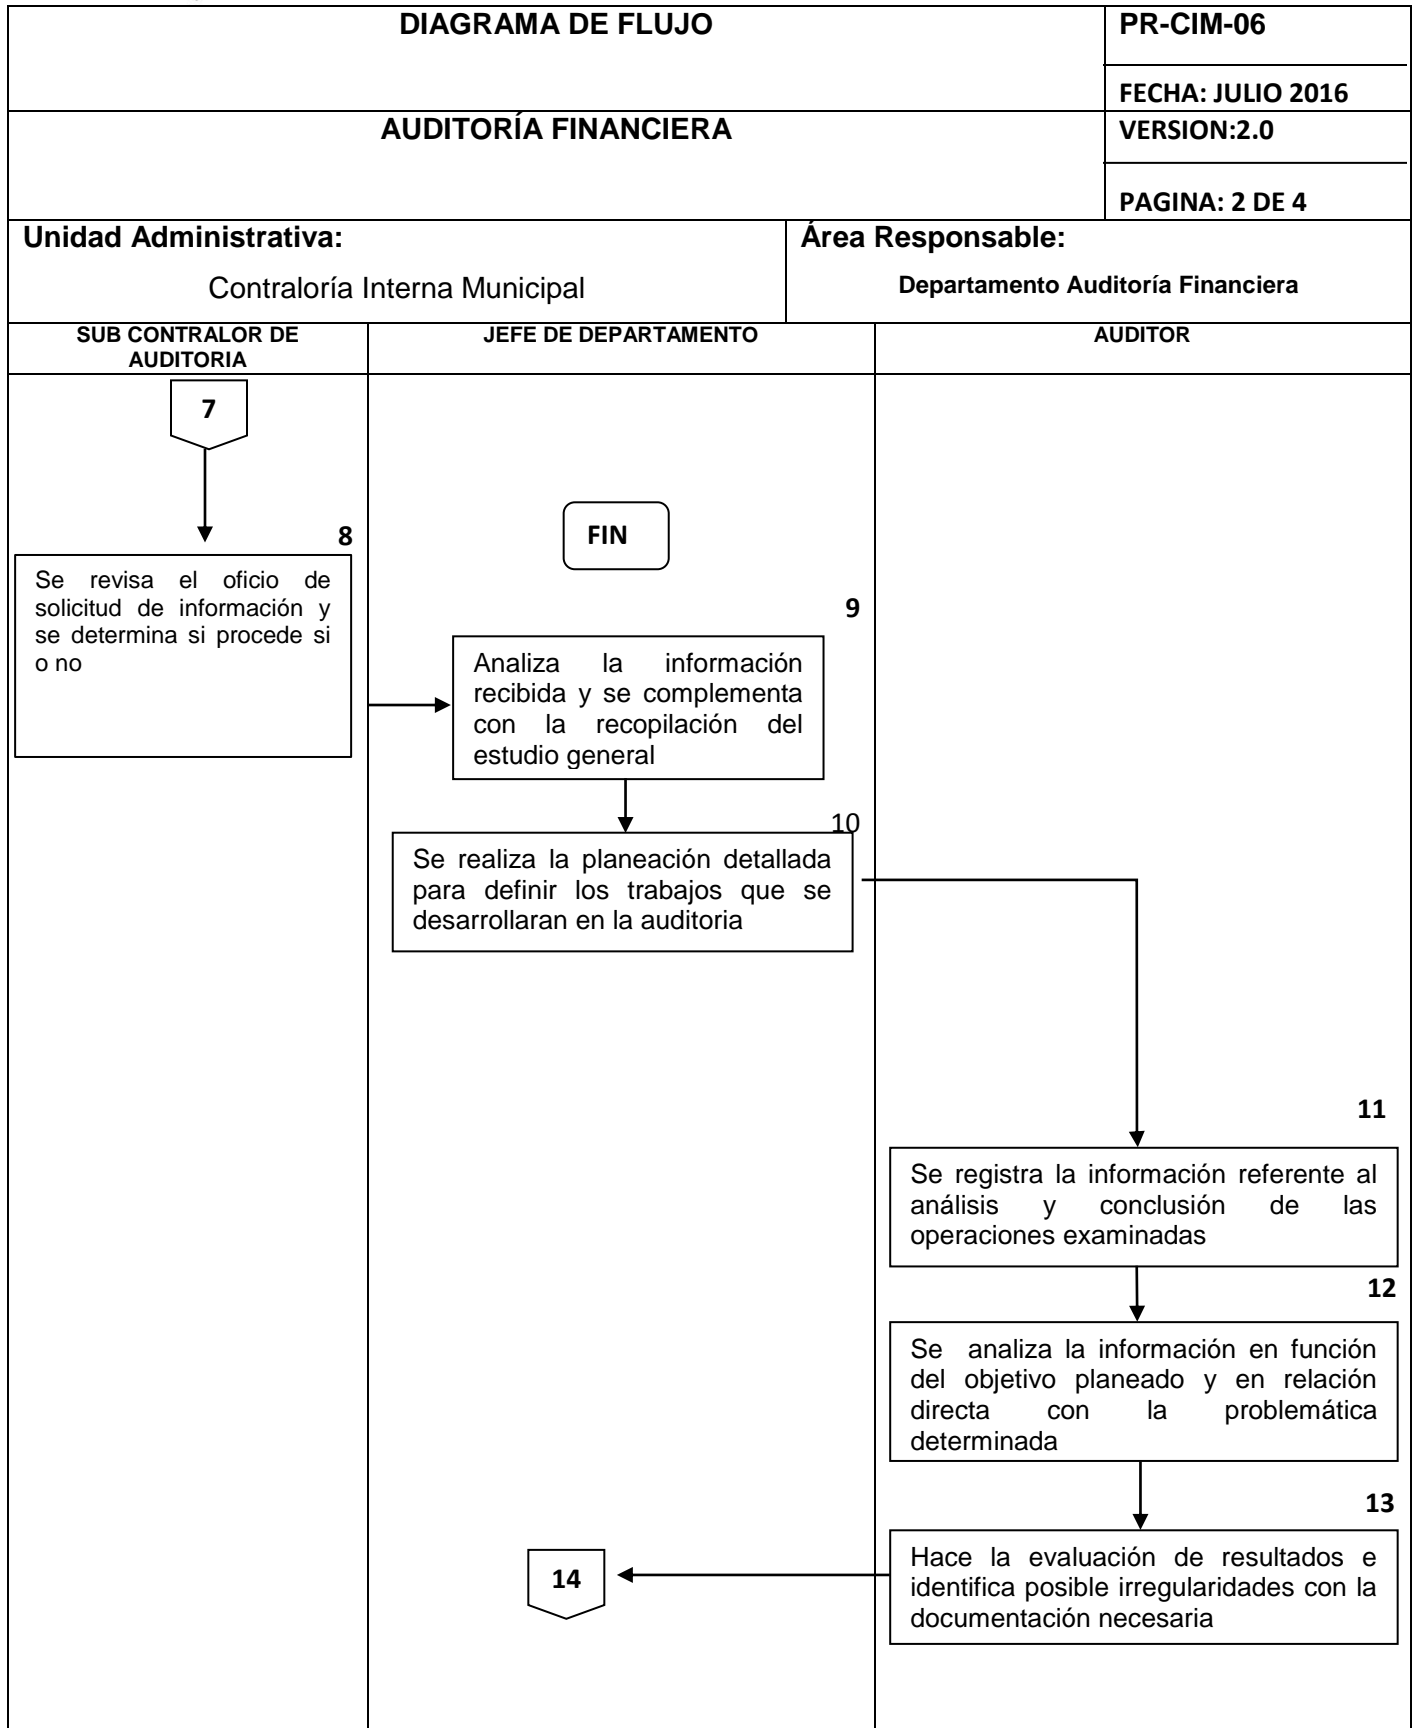 DIAGRAMA DE FLUJO
PR-CIM-06
FECHA: JULIO 2016
AUDITORÍA FINANCIERA
VERSION:2.0
PAGINA: 2 DE 4
Unidad Administrativa:
Contraloría Interna Municipal
Área Responsable:
Departamento Auditoría Financiera
SUB CONTRALOR DE
AUDITORIA
JEFE DE DEPARTAMENTO
AUDITOR
7
8
Se revisa el oficio de
solicitud de información y
se determina si procede si
o no
FIN
9
Analiza la información
recibida y se complementa
con la recopilación del
estudio general
10
Se realiza la planeación detallada
para definir los trabajos que se
desarrollaran en la auditoria
11
Se registra la información referente al
análisis y conclusión de las
operaciones examinadas
12
Se analiza la información en función
del objetivo planeado y en relación
directa con la problemática
determinada
13
Hace la evaluación de resultados e
identifica posible irregularidades con la
documentación necesaria
14